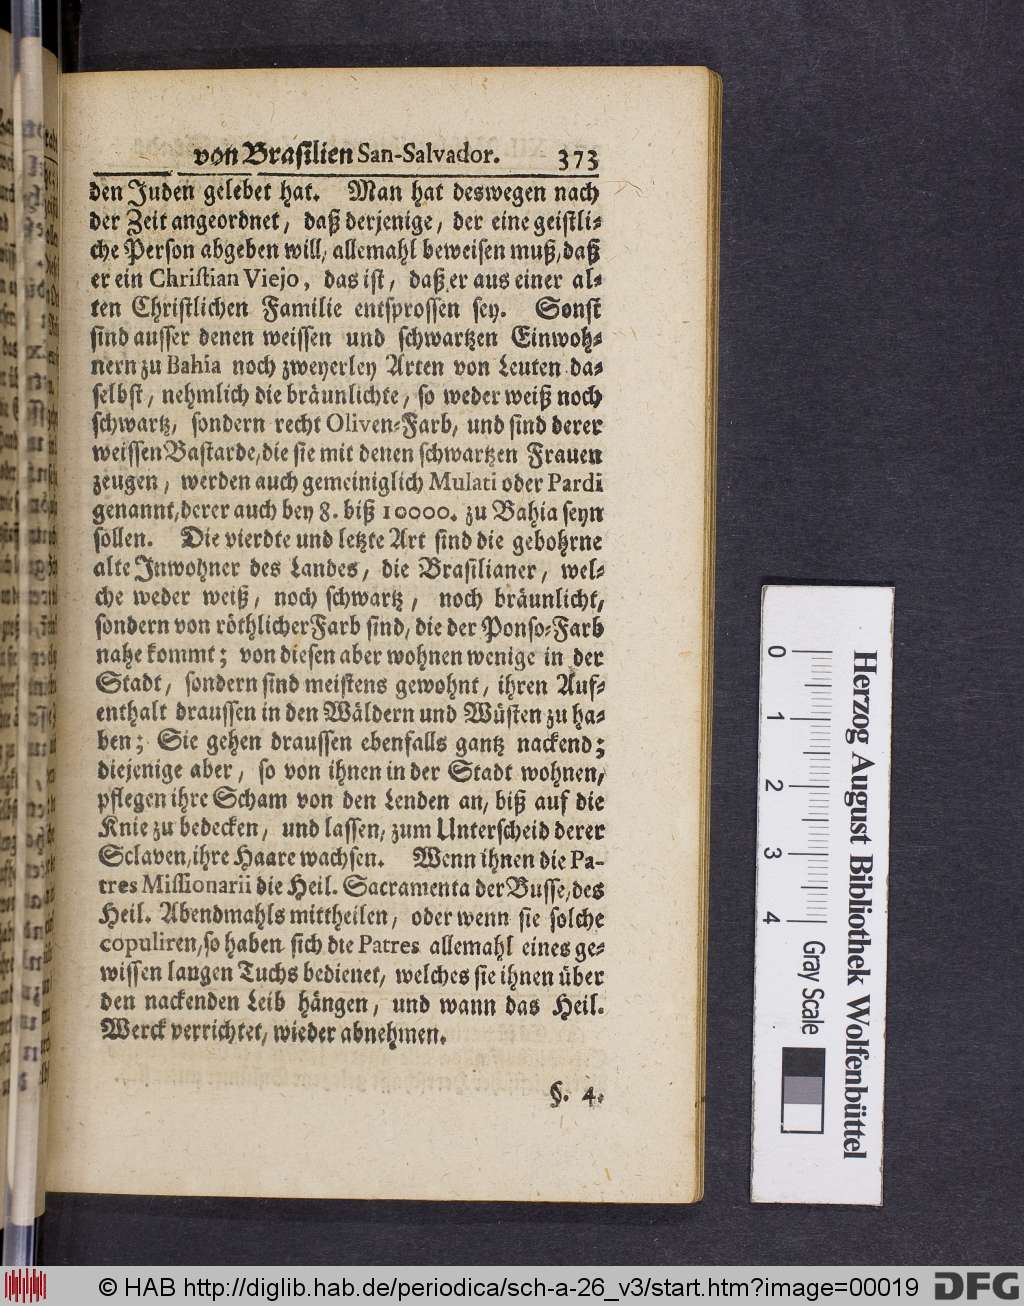 von Brasilien San-Salvador. 373
den Juden gelebet hat. Man hat deswegen nach
der Zeit angeordnet, daß derjenige, der eine geistli-
che Person abgeben will, allemahl beweisen muß, daß
er ein Christian Viejo, das ist, daß er aus einer al-
ten Christlichen Familie entsprossen sey. Sonst
sind ausser denen weissen und schwartzen Einwoh-
nern zu Bahia noch zweyerley Arten von Leuten da-
selbst, nehmlich die bräunlichte, so weder weiß noch
schwartz, sondern recht Oliven-Farb, und sind derer
weissen Bastarde, die sie mit denen schwartzen Frauen
zeugen, werden auch gemeiniglich Mulati oder Pardi
genannt, derer auch bey 8. biß 10000. zu Bahia seyn
sollen. Die vierdte und letzte Art sind die gebohrne
alte Inwohner des Landes, die Brasilianer, wel-
che weder weiß, noch schwartz, noch bräunlicht,
sondern von röthlicher Farb sind, die der Ponso-Farb
nahe kommt; von diesen aber wohnen wenige in der
Stadt, sondern sind meistens gewohnt, ihren Auf-
enthalt draussen in den Wäldern und Wüsten zu ha-
ben; Sie gehen draussen ebenfalls gantz nackend;
diejenige aber, so von ihnen in der Stadt wohnen,
pflegen ihre Scham von den Lenden an, biß auf die
Knie zu bedecken, und lassen, zum Unterscheid derer
Sclaven, ihre Haare wachsen. Wenn ihnen die Pa-
tres Missionarii die Heil. Sacramenta der Busse, des
Heil. Abendmahls mittheilen, oder wenn sie solche
copuliren, so haben sich die Patres allemahl eines ge-
wissen langen Tuchs bedienet, welches sie ihnen über
den nackenden Leib hängen, und wann das Heil.
Werck verrichtet, wieder abnehmen.
§. 4.
0 1 2 3 4
Gray Scale
Herzog August Bibliothek Wolfenbüttel
© HAB http://diglib.hab.de/periodica/sch-a-26_v3/start.htm?image=00019
DFG